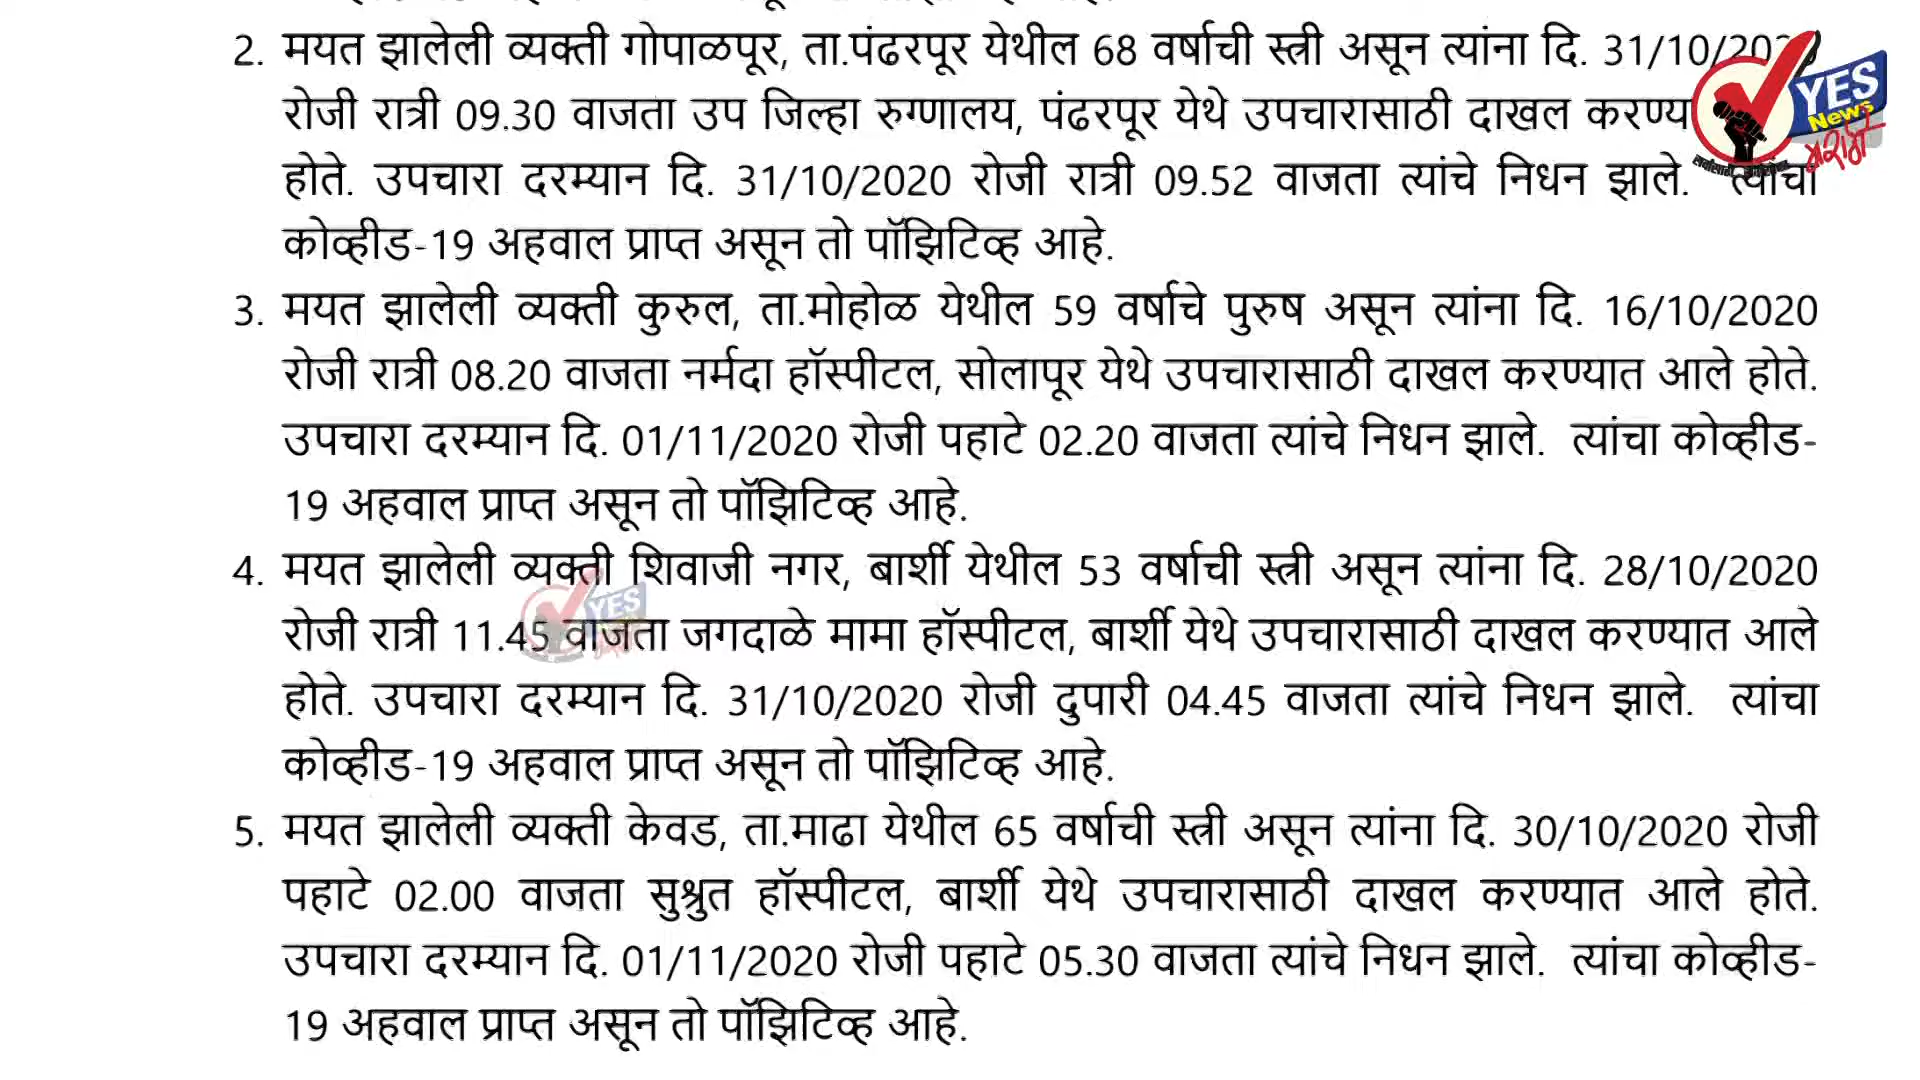 2. मयत झालेली व्यक्ती गोपाळपूर, ता.पंढरपूर येथील 68 वर्षाची स्त्री असून त्यांना दि. 31/10/2020
रोजी रात्री 09.30 वाजता उप जिल्हा रुग्णालय, पंढरपूर येथे उपचारासाठी दाखल
होते. उपचारा दरम्यान दि. 31/10/2020 रोजी रात्री 09.52 वाजता त्यांचे निधन झाले. त्यांचा
कोव्हीड-19 अहवाल प्राप्त असून तो पॉझिटिव्ह आहे.
3. मयत झालेली व्यक्ती कुरुल, ता.मोहोळ येथील 59 वर्षाचे पुरुष असून त्यांना दि. 16/10/2020
रोजी रात्री 08.20 वाजता नर्मदा हॉस्पीटल, सोलापूर येथे उपचारासाठी दाखल करण्यात आले होते.
उपचारा दरम्यान दि. 01/11/2020 रोजी पहाटे 02.20 वाजता त्यांचे निधन झाले. त्यांचा कोव्हीड-
19 अहवाल प्राप्त असून तो पॉझिटिव्ह आहे.
4. मयत झालेली व्यक्ती शिवाजी नगर, बार्शी येथील 53 वर्षाची स्त्री असून त्यांना दि. 28/10/2020
रोजी रात्री 11.45 वाजता जगदाळे मामा हॉस्पीटल, बार्शी येथे उपचारासाठी दाखल करण्यात आले
होते. उपचारा दरम्यान दि. 31/10/2020 रोजी दुपारी 04.45 वाजता त्यांचे निधन झाले. त्यांचा
कोव्हीड-19 अहवाल प्राप्त असून तो पॉझिटिव्ह आहे.
5. मयत झालेली व्यक्ती केवड, ता.माढा येथील 65 वर्षाची स्त्री असून त्यांना दि. 30/10/2020 रोजी
पहाटे 02.00 वाजता सुश्रुत हॉस्पीटल, बार्शी येथे उपचारासाठी दाखल करण्यात आले होते.
उपचारा दरम्यान दि. 01/11/2020 रोजी पहाटे 05.30 वाजता त्यांचे निधन झाले. त्यांचा कोव्हीड-
19 अहवाल प्राप्त असून तो पॉझिटिव्ह आहे.
YES
News
मराठी
YES